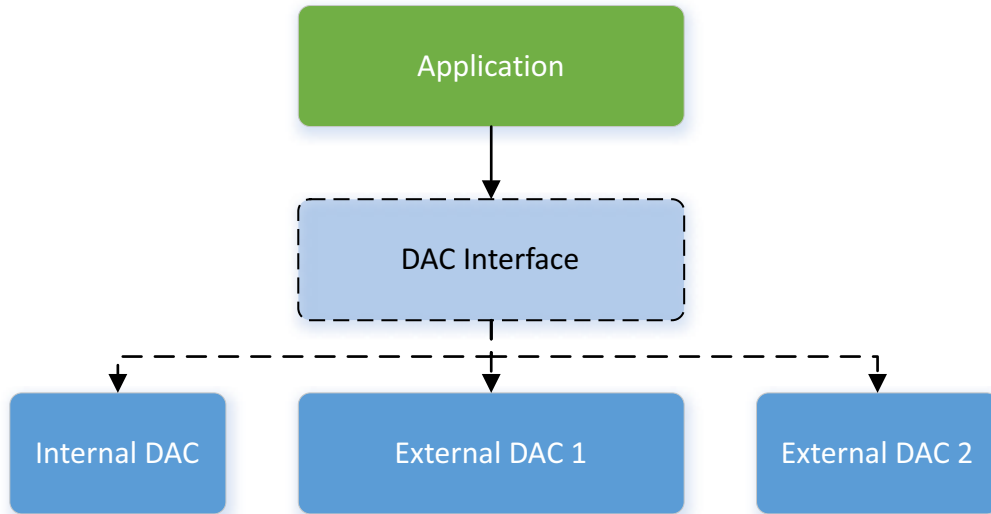 Application
DAC Interface
Internal DAC
External DAC 1
External DAC 2